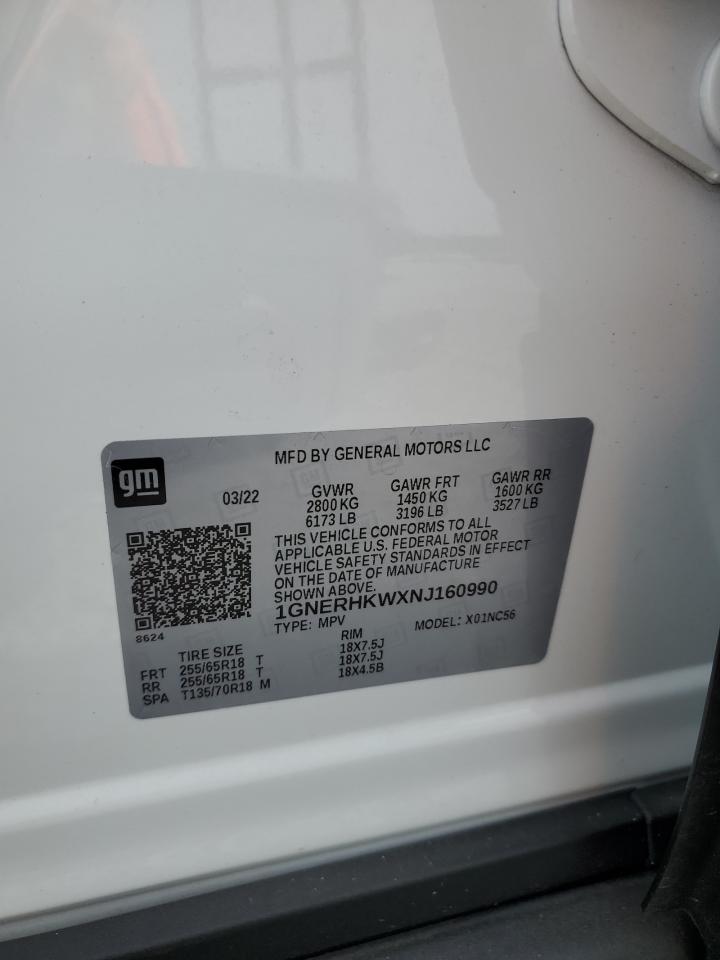 MFD BY GENERAL MOTORS LLC
gm
03/22 GVWR GAWR FRT GAWR RR
2800 KG 1450 KG 1600 KG
6173 LB 3196 LB 3527 LB
THIS VEHICLE CONFORMS TO ALL
APPLICABLE U.S. FEDERAL MOTOR
VEHICLE SAFETY STANDARDS IN EFFECT
ON THE DATE OF MANUFACTURE
SHOWN ABOVE.
1GNERHKWXNJ160990
8624
TYPE: MPV MODEL: X01NC56
TIRE SIZE RIM
FRT 255/65R18 T 18X7.5J
RR 255/65R18 T 18X7.5J
SPA T135/70R18 M 18X4.5B